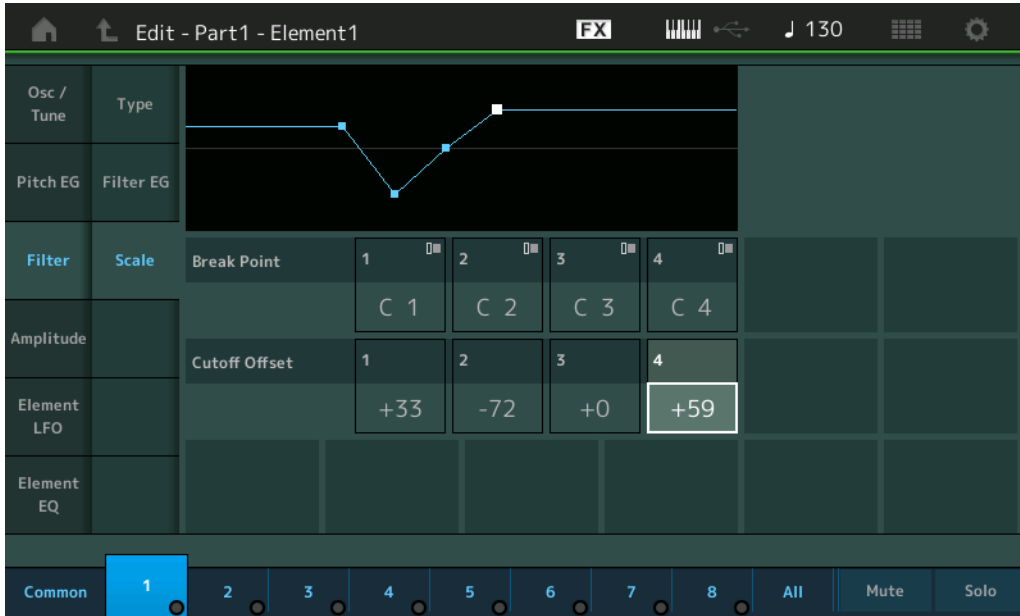 Edit - Part1 - Element1
FX
130
Osc /
Tune
Type
Pitch EG
Filter EG
Filter
Scale
Break Point
1
2
3
4
C 1
C 2
C 3
C 4
Amplitude
Cutoff Offset
1
2
3
4
+33
-72
+0
+59
Element
LFO
Element
EQ
Common
1
2
3
4
5
6
7
8
All
Mute
Solo